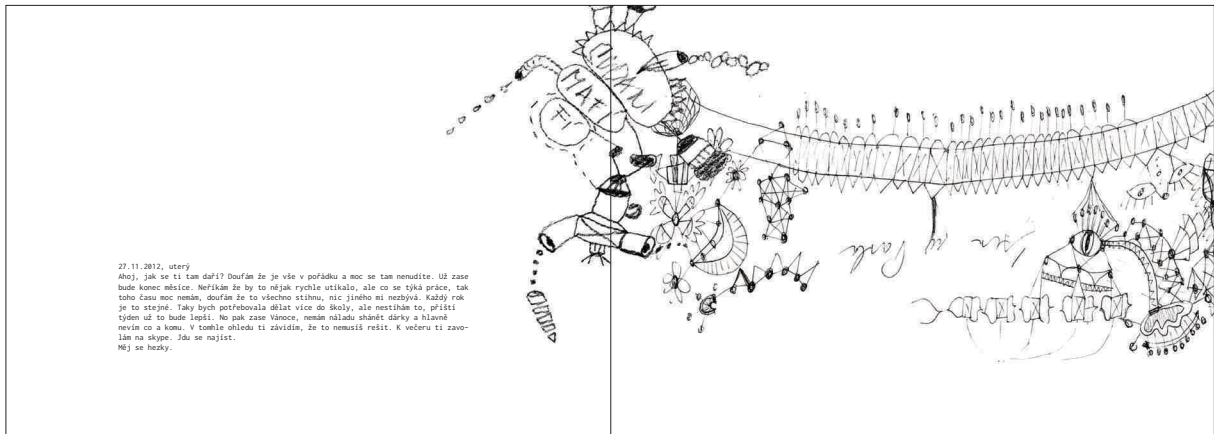 27.11.2012, uterý
Ahoj, jak se ti tam daří? Doufám že je vše v pořádku a moc se tam nenudíte. Už zase
bude konec měsíce. Neříkám že by to nějak rychle utíkalo, ale co se týká práce, tak
toho času moc nemám, doufám že to všechno stihnu, nic jiného mi nezbývá. Každý rok
je to stejné. Taky bych potřebovala dělat více do školy, ale nestíhám to, příští
týden už to bude lepší. No pak zase Vánoce, nemám náladu shánět dárky a hlavně
nevím co a komu. V tomhle ohledu ti závidím, že to nemusíš rešit. K večeru ti zavo-
lám na skype. Jdu se najíst.
Měj se hezky.
MAT
FI